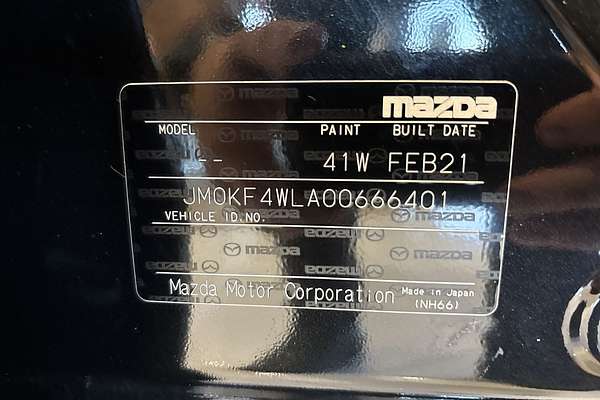 mazda
MODEL PAINT BUILT DATE
-- 41W FEB21
JM0KF4WLA00666401
VEHICLE ID.NO.
Mazda Motor Corporation Made in Japan
(NH66)